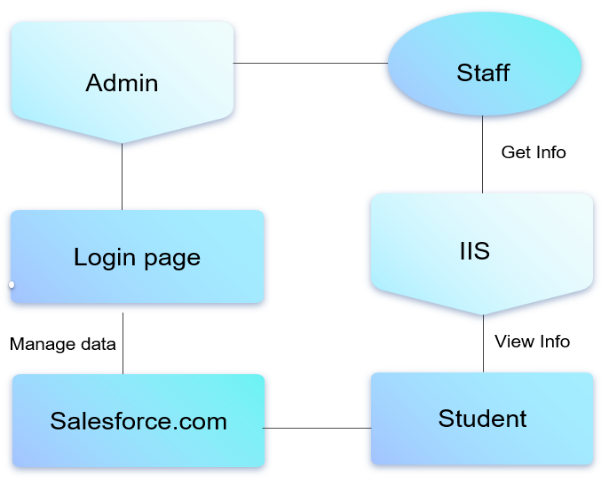 Admin
Staff
Get Info
Login page
IIS
Manage data
View Info
Salesforce.com
Student